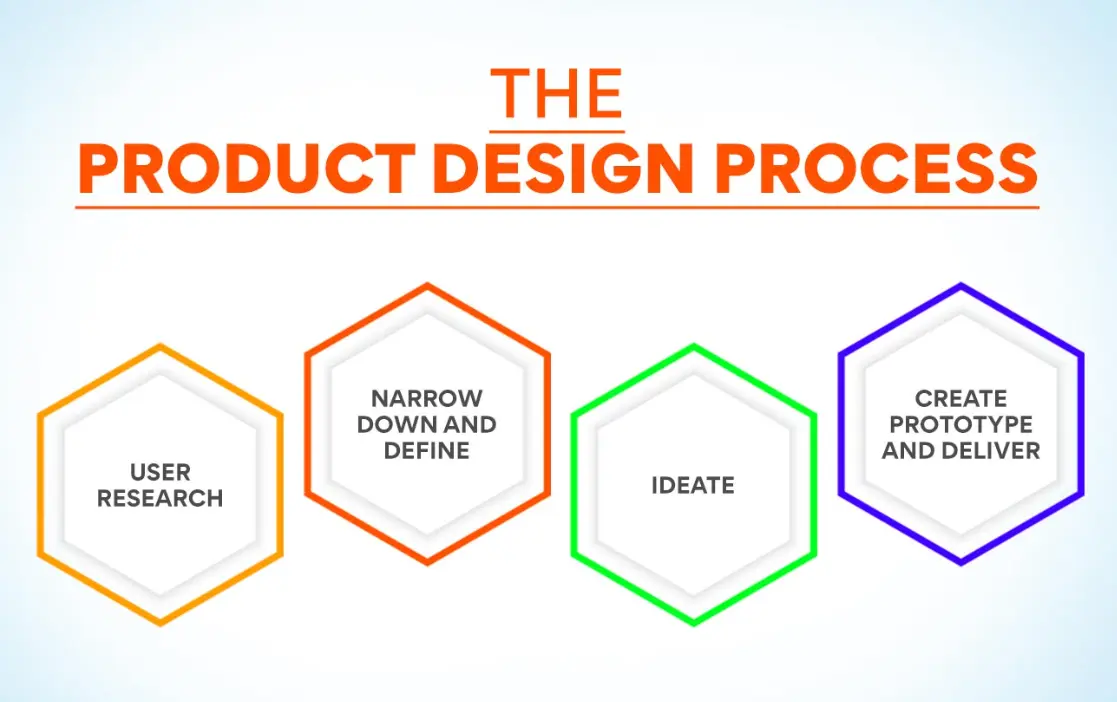 THE
PRODUCT DESIGN PROCESS
USER
RESEARCH
NARROW
DOWN AND
DEFINE
IDEATE
CREATE
PROTOTYPE
AND DELIVER